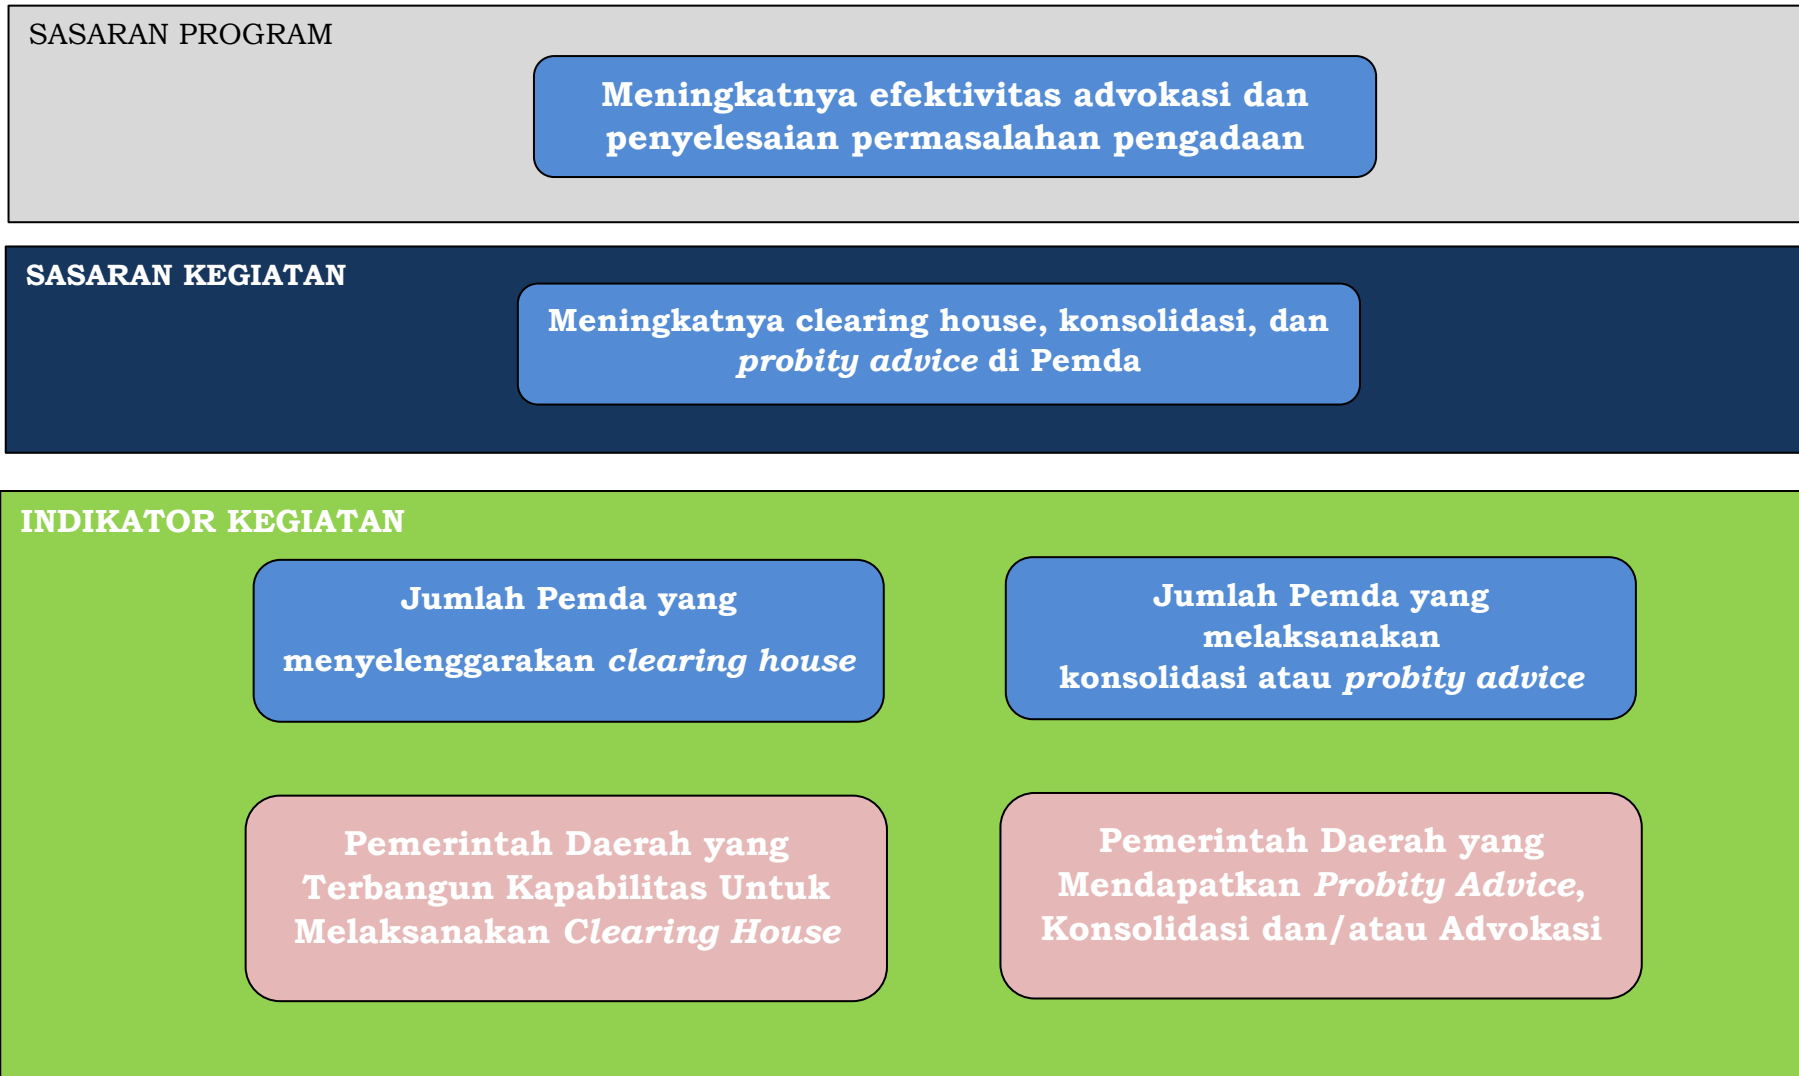 SASARAN PROGRAM
Meningkatnya efektivitas advokasi dan
penyelesaian permasalahan pengadaan
SASARAN KEGIATAN
Meningkatnya clearing house, konsolidasi, dan
probity advice di Pemda
INDIKATOR KEGIATAN
Jumlah Pemda yang
menyelenggarakan clearing house
Jumlah Pemda yang
melaksanakan
konsolidasi atau probity advice
Pemerintah Daerah yang
Terbangun Kapabilitas Untuk
Melaksanakan Clearing House
Pemerintah Daerah yang
Mendapatkan Probity Advice,
Konsolidasi dan/atau Advokasi